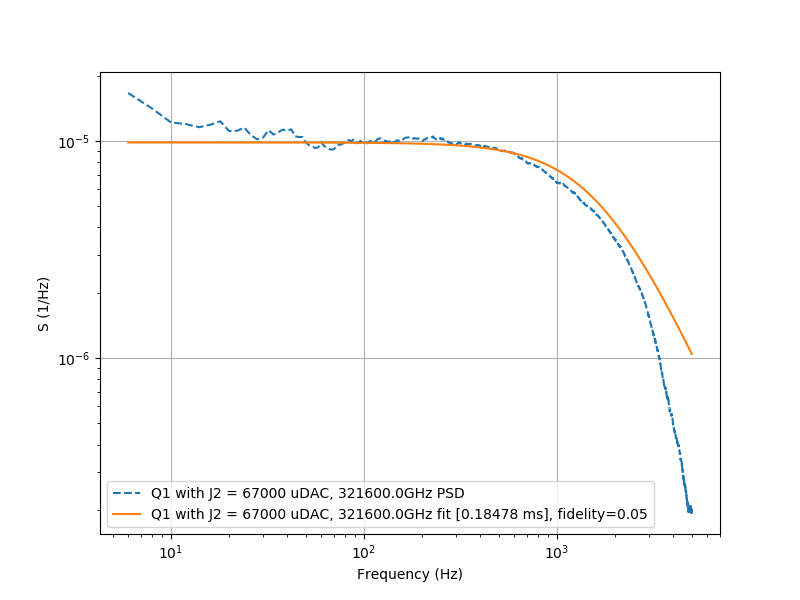 S (1/Hz)
10⁻⁵
10⁻⁶
Q1 with J2 = 67000 uDAC, 321600.0GHz PSD
Q1 with J2 = 67000 uDAC, 321600.0GHz fit [0.18478 ms], fidelity=0.05
10¹ 10² 10³
Frequency (Hz)